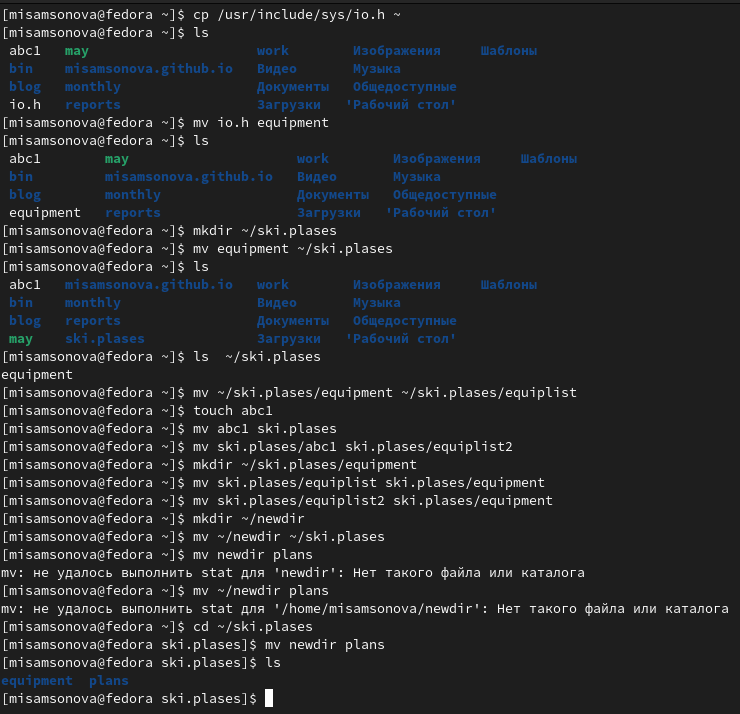 [misamsonova@fedora ~]$ cp /usr/include/sys/io.h ~
[misamsonova@fedora ~]$ ls
abc1 may work Изображения Шаблоны
bin misamsonova.github.io Видео Музыка
blog monthly Документы Общедоступные
io.h reports Загрузки 'Рабочий стол'
[misamsonova@fedora ~]$ mv io.h equipment
[misamsonova@fedora ~]$ ls
abc1 may work Изображения Шаблоны
bin misamsonova.github.io Видео Музыка
blog monthly Документы Общедоступные
equipment reports Загрузки 'Рабочий стол'
[misamsonova@fedora ~]$ mkdir ~/ski.plases
[misamsonova@fedora ~]$ mv equipment ~/ski.plases
[misamsonova@fedora ~]$ ls
abc1 misamsonova.github.io work Изображения Шаблоны
bin monthly Видео Музыка
blog reports Документы Общедоступные
may ski.plases Загрузки 'Рабочий стол'
[misamsonova@fedora ~]$ ls  ~/ski.plases
equipment
[misamsonova@fedora ~]$ mv ~/ski.plases/equipment ~/ski.plases/equiplist
[misamsonova@fedora ~]$ touch abc1
[misamsonova@fedora ~]$ mv abc1 ski.plases
[misamsonova@fedora ~]$ mv ski.plases/abc1 ski.plases/equiplist2
[misamsonova@fedora ~]$ mkdir ~/ski.plases/equipment
[misamsonova@fedora ~]$ mv ski.plases/equiplist ski.plases/equipment
[misamsonova@fedora ~]$ mv ski.plases/equiplist2 ski.plases/equipment
[misamsonova@fedora ~]$ mkdir ~/newdir
[misamsonova@fedora ~]$ mv ~/newdir ~/ski.plases
[misamsonova@fedora ~]$ mv newdir plans
mv: не удалось выполнить stat для 'newdir': Нет такого файла или каталога
[misamsonova@fedora ~]$ mv ~/newdir plans
mv: не удалось выполнить stat для '/home/misamsonova/newdir': Нет такого файла или каталога
[misamsonova@fedora ~]$ cd ~/ski.plases
[misamsonova@fedora ski.plases]$ mv newdir plans
[misamsonova@fedora ski.plases]$ ls
equipment plans
[misamsonova@fedora ski.plases]$